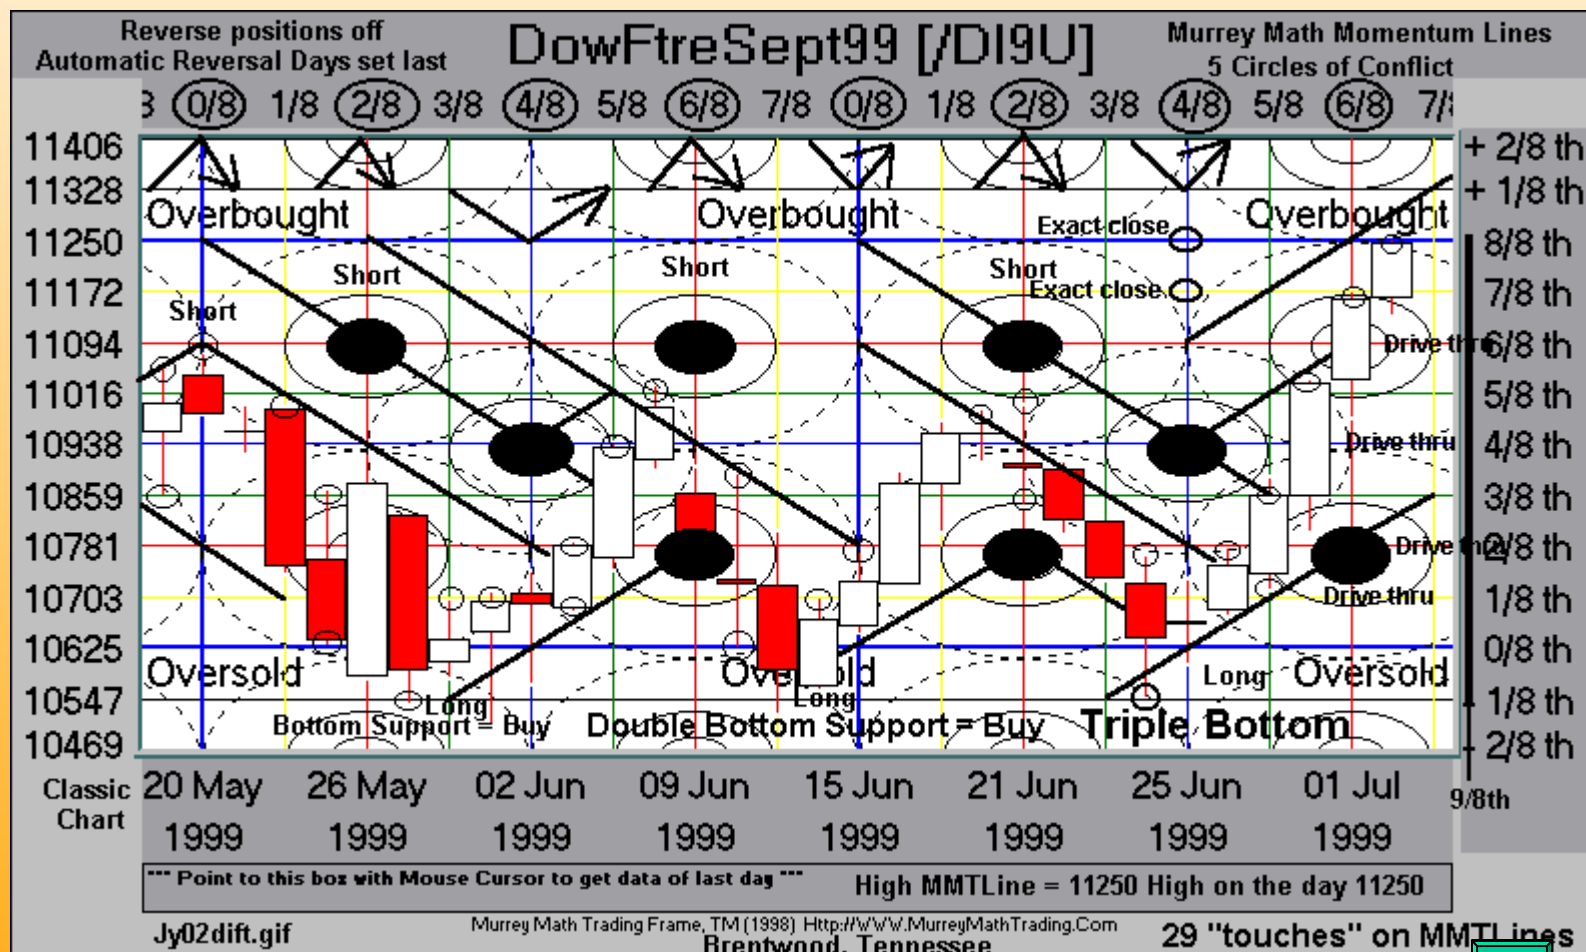 Reverse positions off
Automatic Reversal Days set last
DowFtreSept99 [/DI9U]
Murrey Math Momentum Lines
5 Circles of Conflict
0/8 1/8 2/8 3/8 4/8 5/8 6/8 7/8 0/8 1/8 2/8 3/8 4/8 5/8 6/8
11406 + 2/8 th
11328 + 1/8 th
Overbought Overbought Overbought
Exact close
11250 8/8 th
Short Short Short
11172 Exact close 7/8 th
Short
11094 Drive thru 6/8 th
11016 5/8 th
10938 Drive thru 4/8 th
10859 3/8 th
10781 Drive thru 2/8 th
10703 Drive thru 1/8 th
10625 0/8 th
Oversold Oversold Long Oversold
10547 Long Long 1/8 th
Bottom Support = Buy Double Bottom Support = Buy Triple Bottom
10469 2/8 th
Classic Chart
20 May 26 May 02 Jun 09 Jun 15 Jun 21 Jun 25 Jun 01 Jul
9/8th
1999 1999 1999 1999 1999 1999 1999 1999
""" Point to this box with Mouse Cursor to get data of last day """
High MMTLine = 11250 High on the day 11250
Jy02dift.gif
Murrey Math Trading Frame, TM (1998) Http://WWW.MurreyMathTrading.Com
Brentwood, Tennessee
29 "touches" on MMTLines